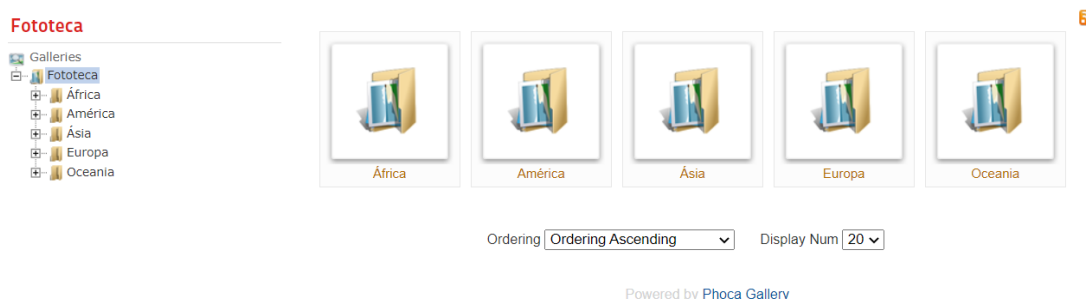 Fototeca
Galleries
Fototeca
África
América
Ásia
Europa
Oceania
África América Ásia Europa Oceania
Ordering Ordering Ascending Display Num 20
Powered by Phoca Gallery